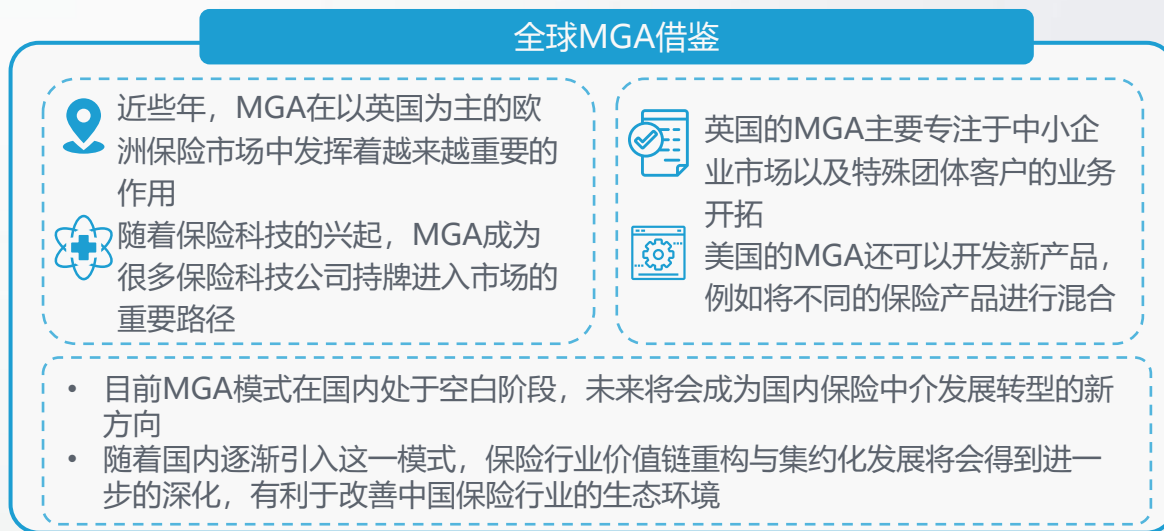 全球MGA借鉴
近些年，MGA在以英国为主的欧
洲保险市场中发挥着越来越重要的
作用
随着保险科技的兴起，MGA成为
很多保险科技公司持牌进入市场的
重要路径
英国的MGA主要专注于中小企
业市场以及特殊团体客户的业务
开拓
美国的MGA还可以开发新产品，
例如将不同的保险产品进行混合
• 目前MGA模式在国内处于空白阶段，未来将会成为国内保险中介发展转型的新
方向
• 随着国内逐渐引入这一模式，保险行业价值链重构与集约化发展将会得到进一
步的深化，有利于改善中国保险行业的生态环境